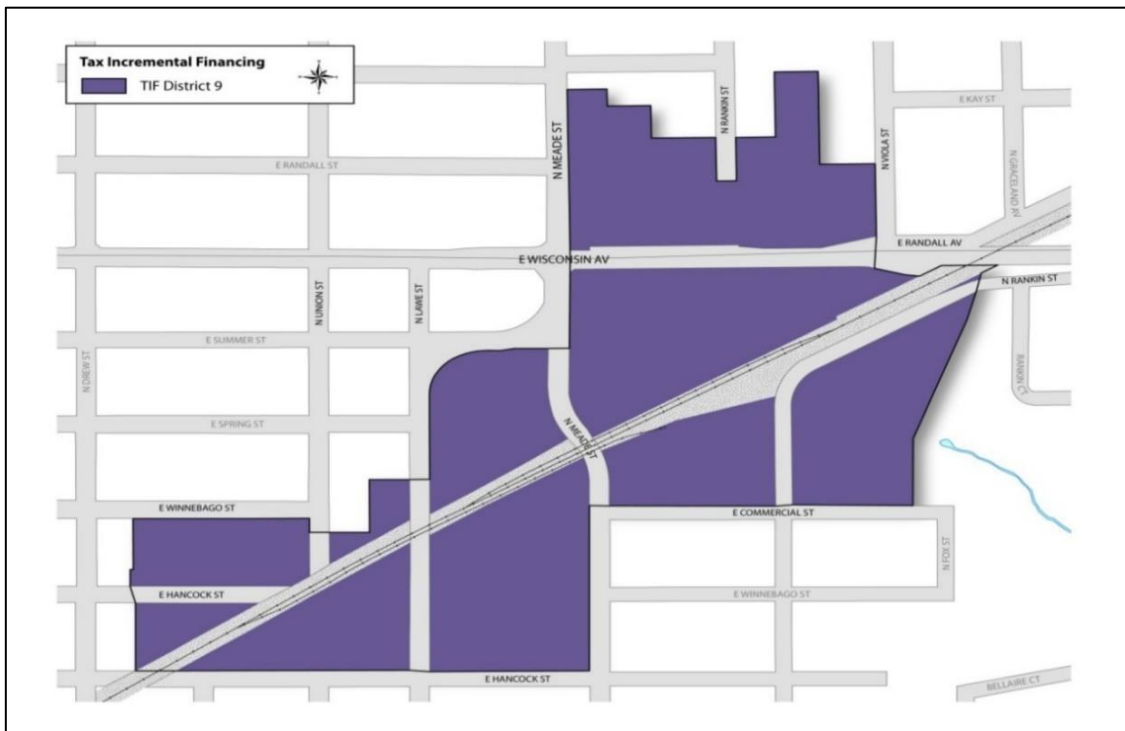 Tax Incremental Financing
TIF District 9
E KAY ST
N RANKIN ST
N MEADE ST
N VIOLA ST
N GRACELAND AV
E RANDALL ST
E RANDALL AV
E WISCONSIN AV
N RANKIN ST
N UNION ST
N LAWE ST
E SUMMER ST
N DREW ST
RANKIN CT
E SPRING ST
N MEADE ST
E WINNEBAGO ST
E COMMERCIAL ST
N FOX ST
E HANCOCK ST
E WINNEBAGO ST
E HANCOCK ST
BELLAIRE CT